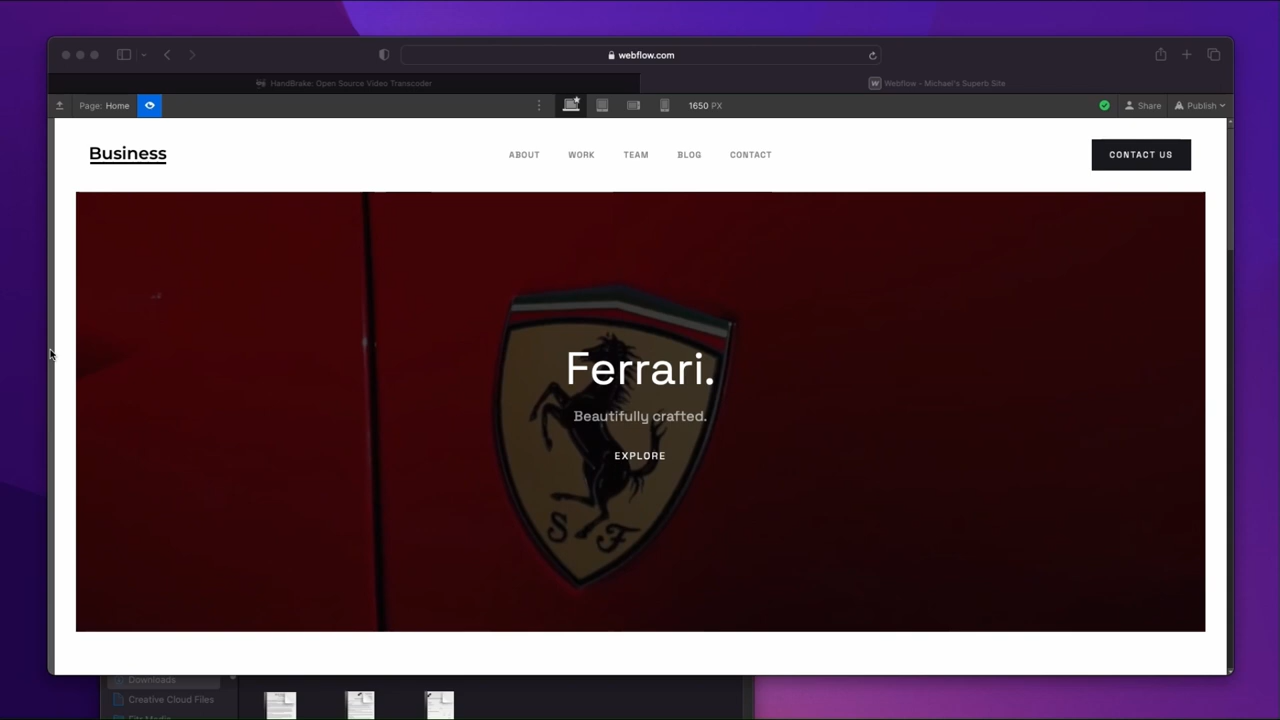 webflow.com
HandBrake: Open Source Video Transcoder
W Webflow - Michael's Superb Site
Page: Home
1650 PX
Share
Publish
Business
ABOUT
WORK
TEAM
BLOG
CONTACT
CONTACT US
Ferrari.
Beautifully crafted.
EXPLORE
S F
Downloads
Creative Cloud Files